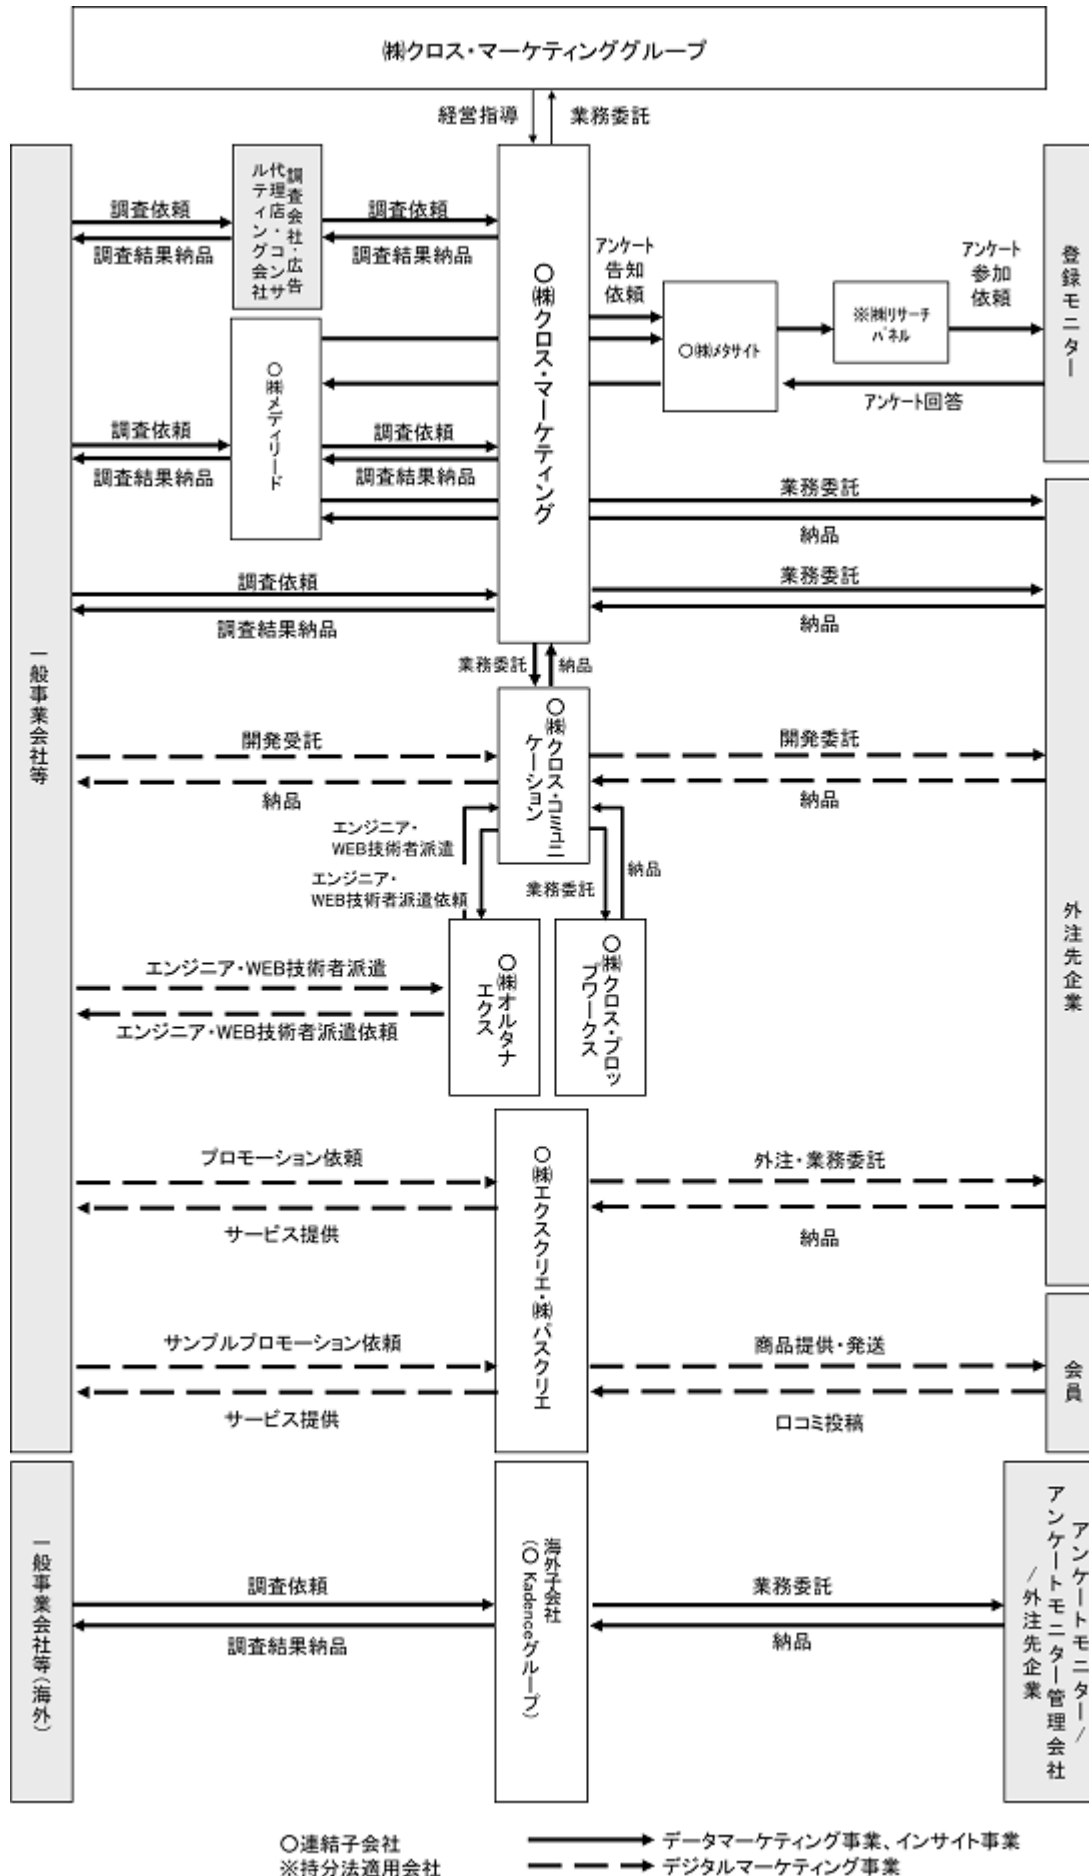 ㈱クロス・マーケティンググループ
経営指導
業務委託
一般事業会社等
調査会社・広告
代理店・コンサ
ルティング会社
調査依頼
調査結果納品
調査依頼
調査結果納品
○㈱クロス・マーケティング
アンケート
告知
依頼
○㈱メタサイト
※㈱リサーチ
パネル
アンケート
参加
依頼
アンケート回答
登録モニター
○㈱メディリード
調査依頼
調査結果納品
調査依頼
調査結果納品
業務委託
納品
調査依頼
調査結果納品
業務委託
納品
外注先企業
業務委託
納品
○㈱クロス・コミュニ
ケーション
開発受託
納品
開発委託
納品
エンジニア・
WEB技術者派遣
エンジニア・
WEB技術者派遣依頼
業務委託
納品
○㈱オルタナ
エクス
○㈱クロス・ブロッ
プワークス
エンジニア・WEB技術者派遣
エンジニア・WEB技術者派遣依頼
○㈱エクスクリエ・㈱パスクリエ
プロモーション依頼
サービス提供
外注・業務委託
納品
サンプルプロモーション依頼
サービス提供
商品提供・発送
口コミ投稿
会員
一般事業会社等(海外)
調査依頼
調査結果納品
海外子会社
(○ Kadenceグループ)
業務委託
納品
アンケートモニター/
アンケートモニター管理会社
/外注先企業
○連結子会社
※持分法適用会社
データマーケティング事業、インサイト事業
デジタルマーケティング事業